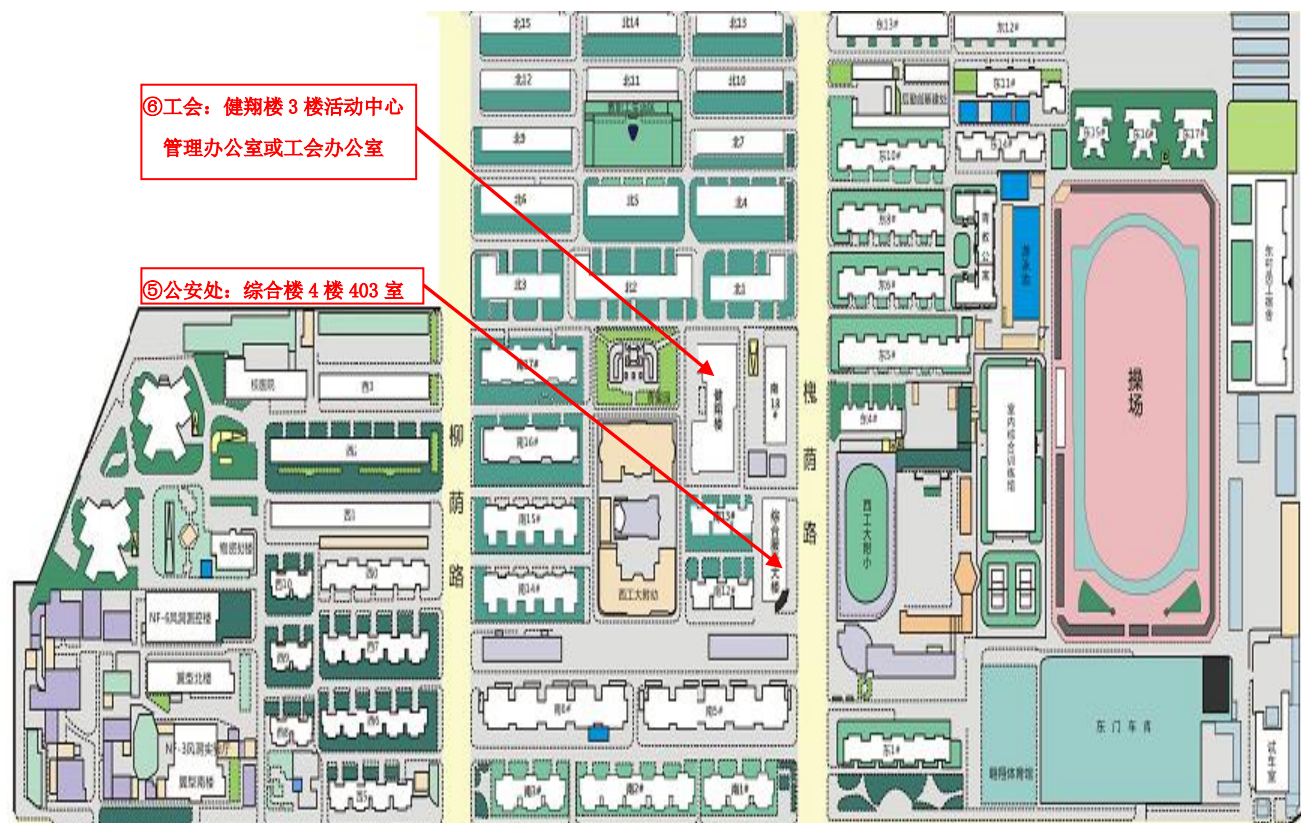 北15
北14
北13
东13#
东12#
北12
北11
北10
东11#
⑥工会：健翔楼 3 楼活动中心
管理办公室或工会办公室
北9
北7
东10#
东14#
东15#
东16#
东17#
北6
北5
北4
东8#
青教公寓
游泳池
⑤公安处：综合楼 4 楼 403 室
北3
北2
北1
东6#
校医院
西3
南17#
健翔楼
南18#
槐荫路
东5#
东4#
室内综合训练馆
操场
西2
柳荫路
南16#
西1
南15#
南13#
西工大附小
西10
西9
南14#
西工大附幼
南12#
大楼
NF-6风洞测控楼
西7
翼型北楼
西6
西8
南6#
南5#
东1#
翱翔体育馆
东门车库
试车室
NF-3风洞实验厅
翼型南楼
西5
南3#
南2#
南1#